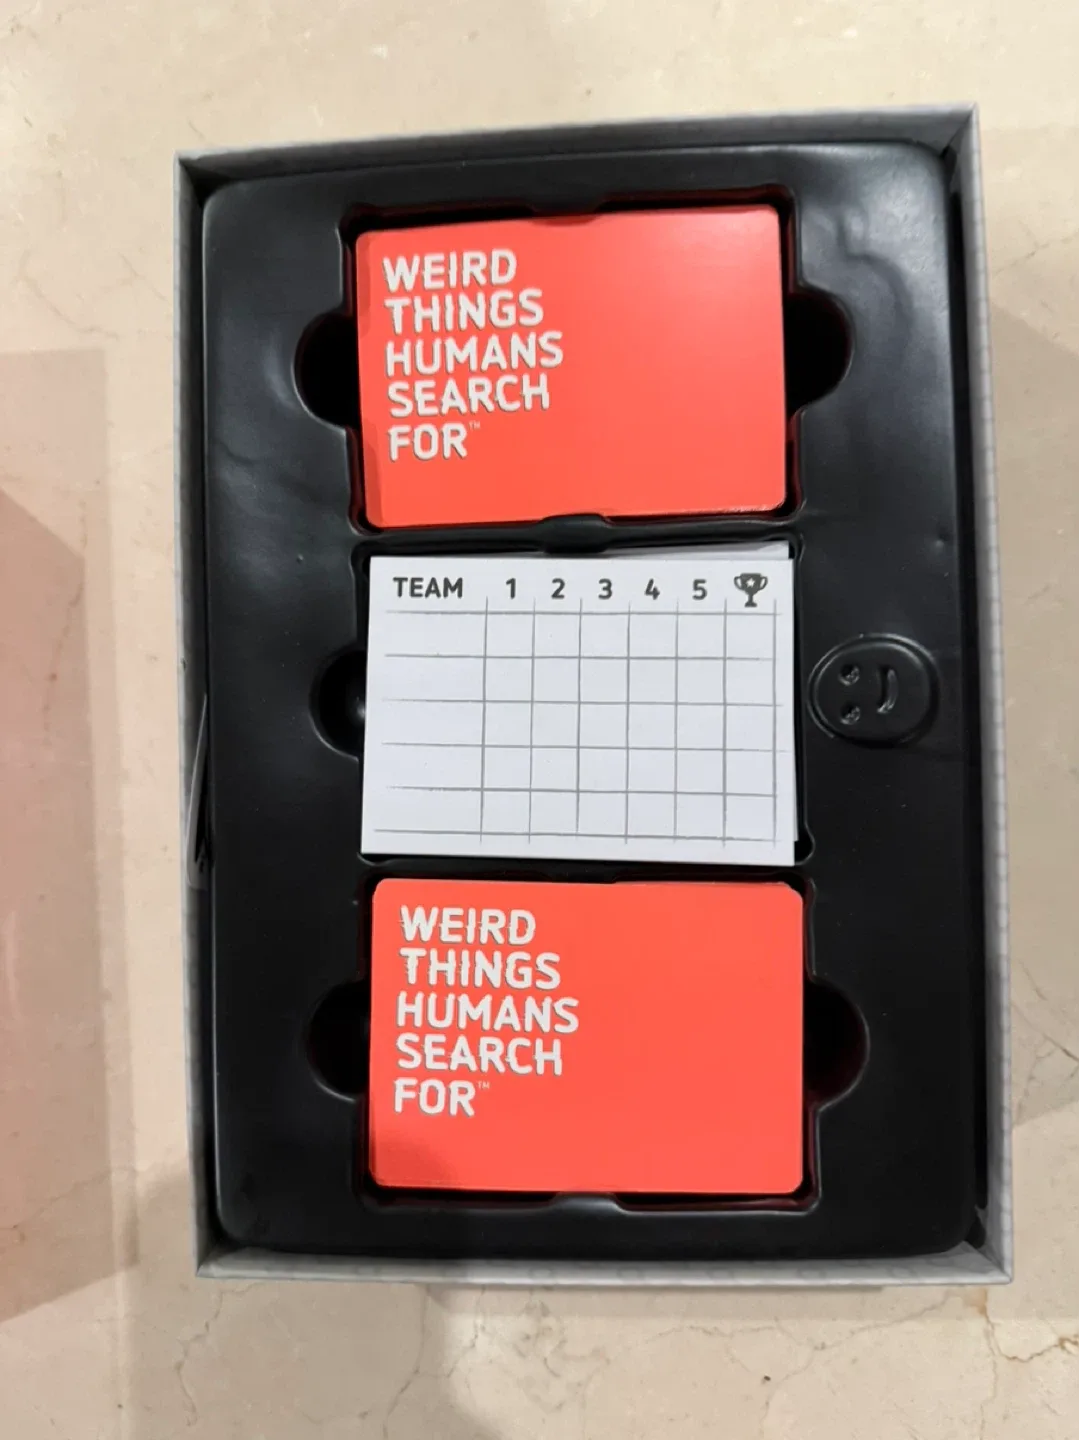 WEIRD
THINGS
HUMANS
SEARCH
FOR™
TEAM 1 2 3 4 5
WEIRD
THINGS
HUMANS
SEARCH
FOR™